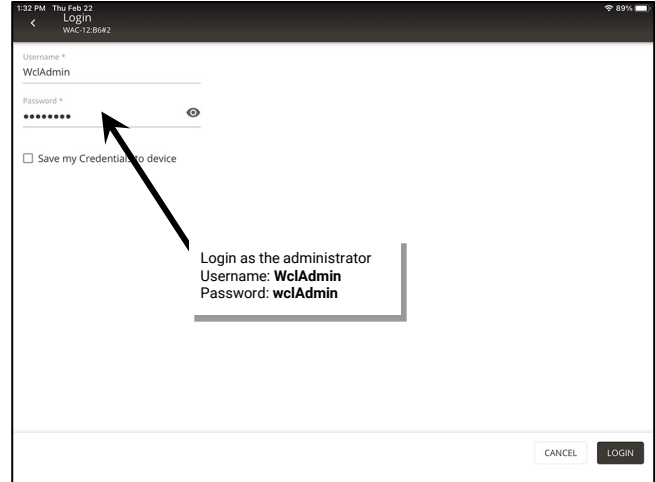 1:32 PM Thu Feb 22
89%
Login
WAC-12:B6#2
Username *
WclAdmin
Password *
Save my Credentials to device
Login as the administrator
Username: WclAdmin
Password: wclAdmin
CANCEL
LOGIN